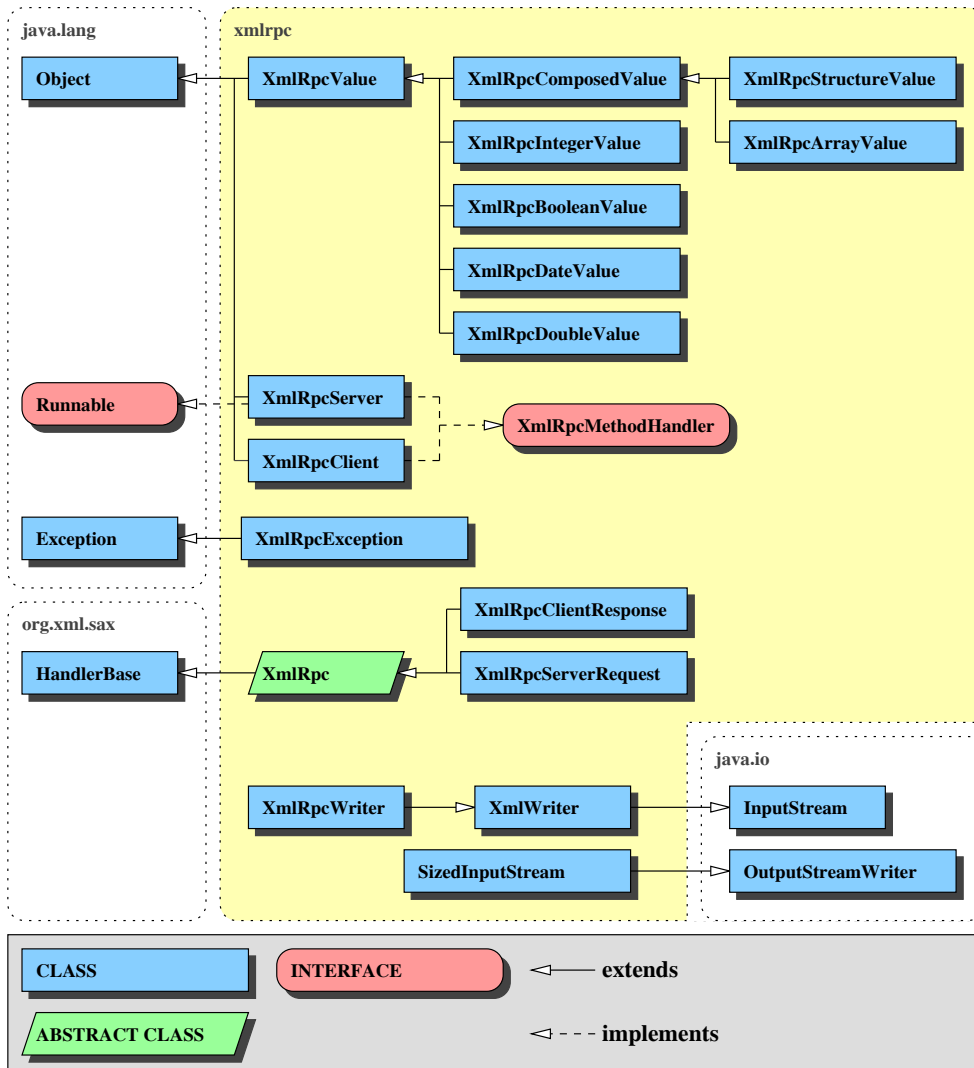 java.lang
xmlrpc
Object
XmlRpcValue
XmlRpcComposedValue
XmlRpcStructureValue
XmlRpcIntegerValue
XmlRpcArrayValue
XmlRpcBooleanValue
XmlRpcDateValue
XmlRpcDoubleValue
Runnable
XmlRpcServer
XmlRpcMethodHandler
XmlRpcClient
Exception
XmlRpcException
org.xml.sax
XmlRpcClientResponse
HandlerBase
XmlRpc
XmlRpcServerRequest
java.io
XmlRpcWriter
XmlWriter
InputStream
SizedInputStream
OutputStreamWriter
CLASS
INTERFACE
extends
ABSTRACT CLASS
implements